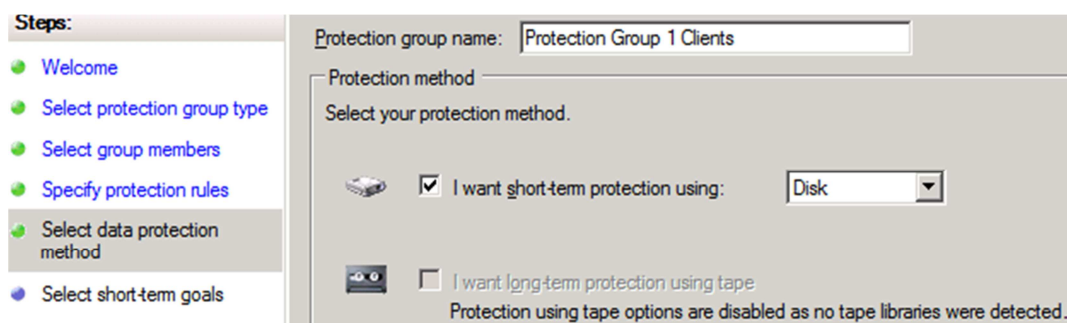 Steps:
Welcome
Select protection group type
Select group members
Specify protection rules
Select data protection
method
Select short-term goals
Protection group name: Protection Group 1 Clients
Protection method
Select your protection method.
I want short-term protection using: Disk
I want long-term protection using tape
Protection using tape options are disabled as no tape libraries were detected.